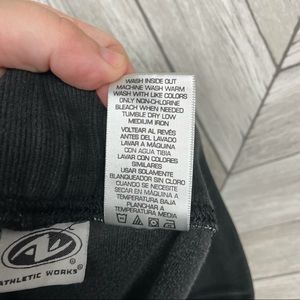 WASH INSIDE OUT
MACHINE WASH WARM
WASH WITH LIKE COLORS
ONLY NON-CHLORINE
BLEACH WHEN NEEDED
TUMBLE DRY LOW
MEDIUM IRON
VOLTEAR AL REVÉS
ANTES DEL LAVADO
LAVAR A MÁQUINA
CON AGUA TIBIA
LAVAR CON COLORES
SIMILARES
USAR SOLAMENTE
BLANQUEADOR SIN CLORO
CUANDO SE NECESITE
SECAR EN MÁQUINA A
TEMPERATURA BAJA
PLANCHAR A
TEMPERATURA MEDIA
AW
®
ATHLETIC WORKS®